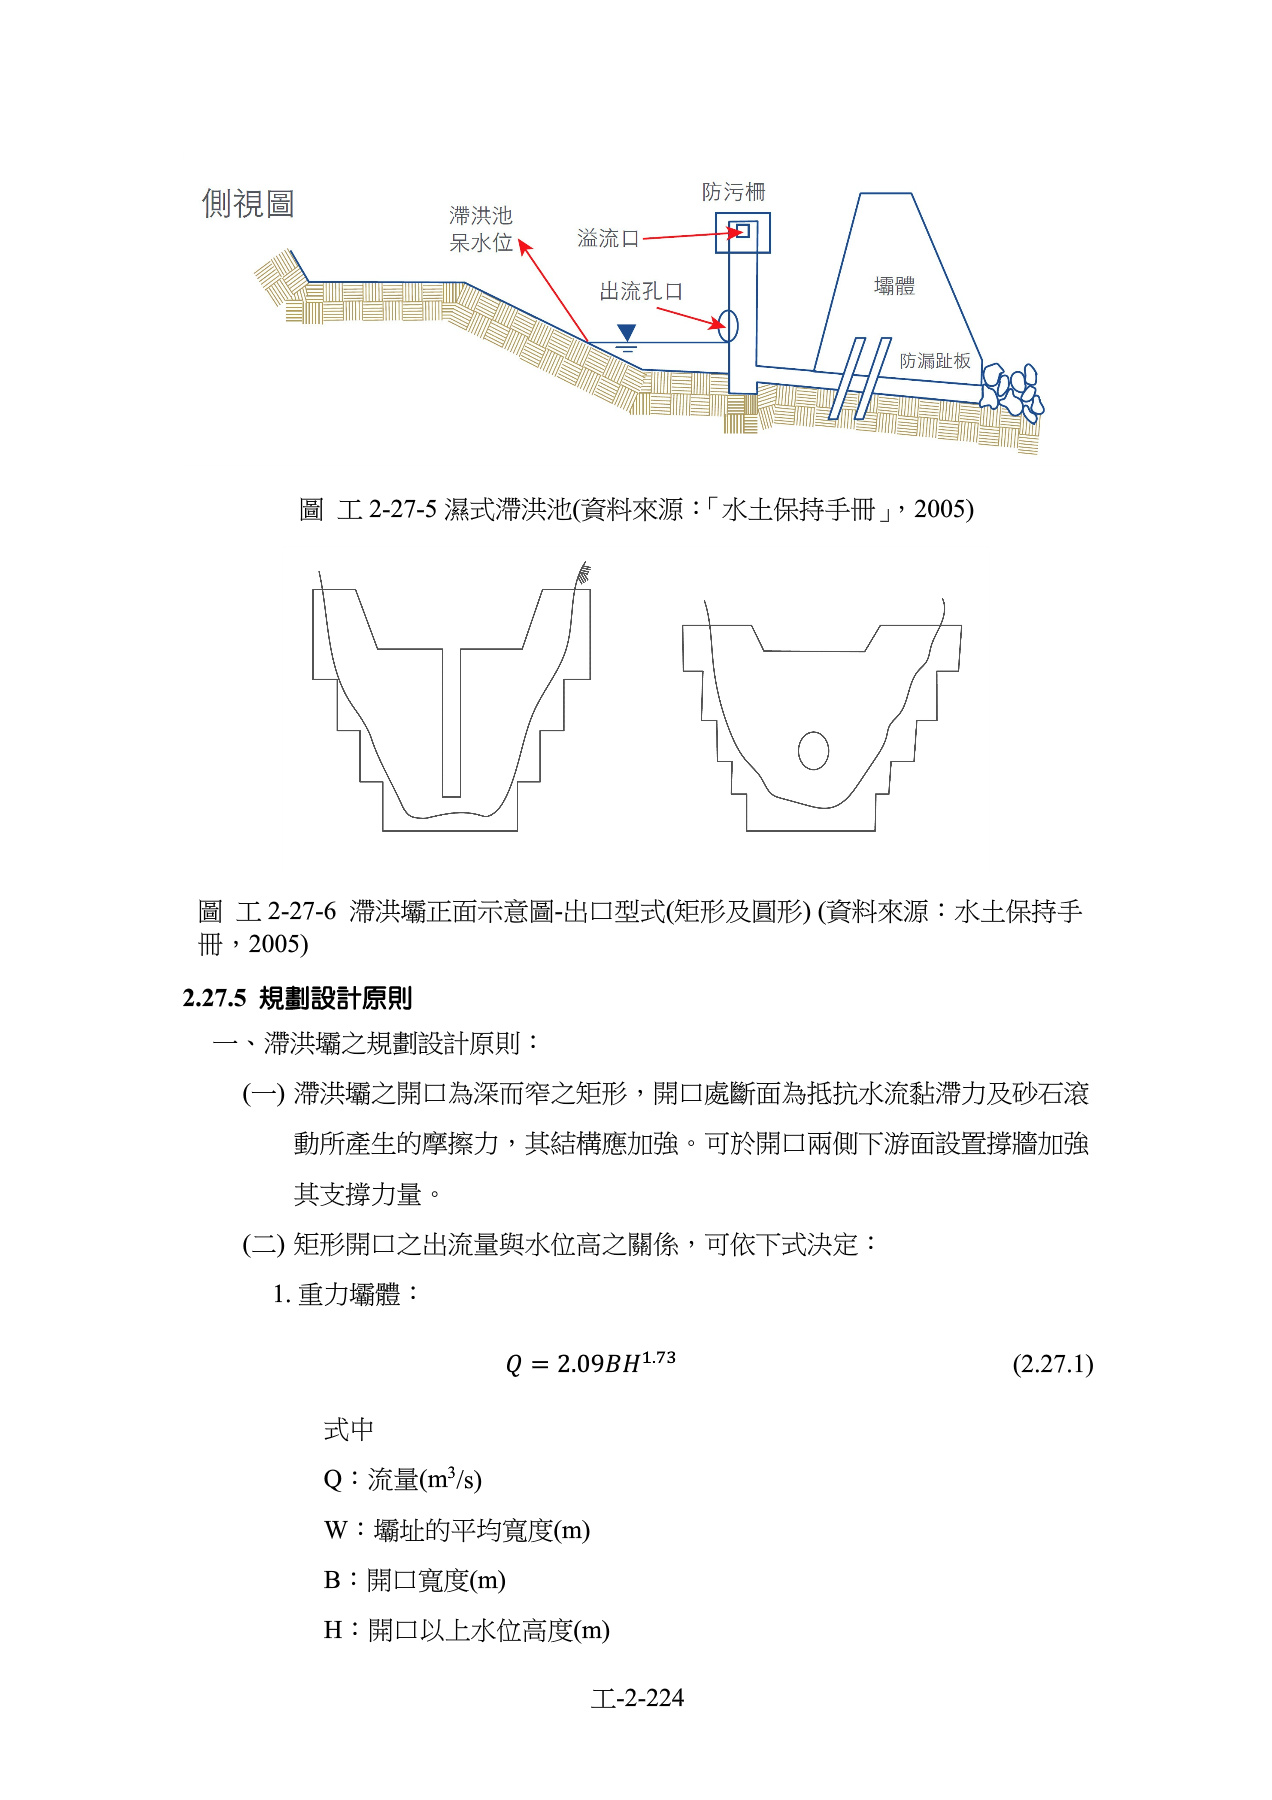 側視圖
防污柵
滯洪池
呆水位
溢流口
出流孔口
壩體
防漏趾板
圖 工 2-27-5 濕式滯洪池(資料來源：「水土保持手冊」，2005)
圖 工 2-27-6 滯洪壩正面示意圖-出口型式(矩形及圓形) (資料來源：水土保持手
冊，2005)
2.27.5 規劃設計原則
一、滯洪壩之規劃設計原則：
(一) 滯洪壩之開口為深而窄之矩形，開口處斷面為抵抗水流黏滯力及砂石滾
動所產生的摩擦力，其結構應加強。可於開口兩側下游面設置撐牆加強
其支撐力量。
(二) 矩形開口之出流量與水位高之關係，可依下式決定：
1. 重力壩體：
Q = 2.09BH^1.73 (2.27.1)
式中
Q：流量(m³/s)
W：壩址的平均寬度(m)
B：開口寬度(m)
H：開口以上水位高度(m)
工-2-224